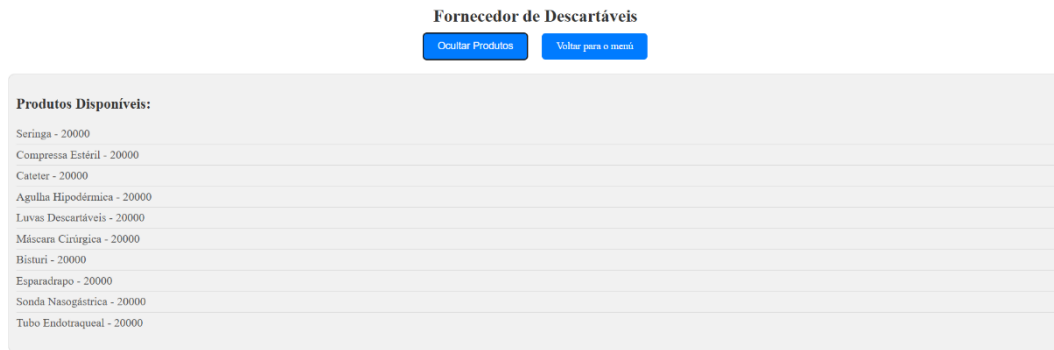 Fornecedor de Descartáveis
Ocultar Produtos Voltar para o menú
Produtos Disponíveis:
Seringa - 20000
Compressa Estéril - 20000
Cateter - 20000
Agulha Hipodérmica - 20000
Luvas Descartáveis - 20000
Máscara Cirúrgica - 20000
Bisturi - 20000
Esparadrapo - 20000
Sonda Nasogástrica - 20000
Tubo Endotraqueal - 20000